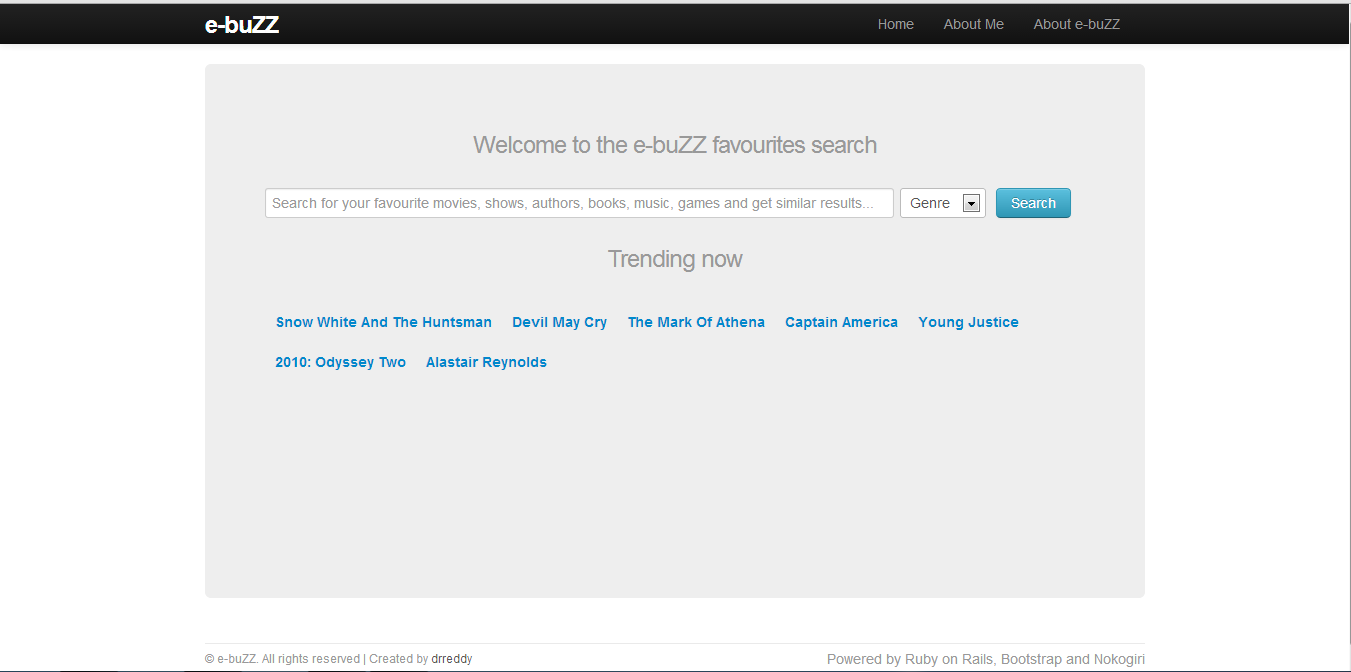 e-buZZ Home About Me About e-buZZ
Welcome to the e-buZZ favourites search
Search for your favourite movies, shows, authors, books, music, games and get similar results... Genre Search
Trending now
Snow White And The Huntsman Devil May Cry The Mark Of Athena Captain America Young Justice
2010: Odyssey Two Alastair Reynolds
© e-buZZ. All rights reserved | Created by drreddy Powered by Ruby on Rails, Bootstrap and Nokogiri